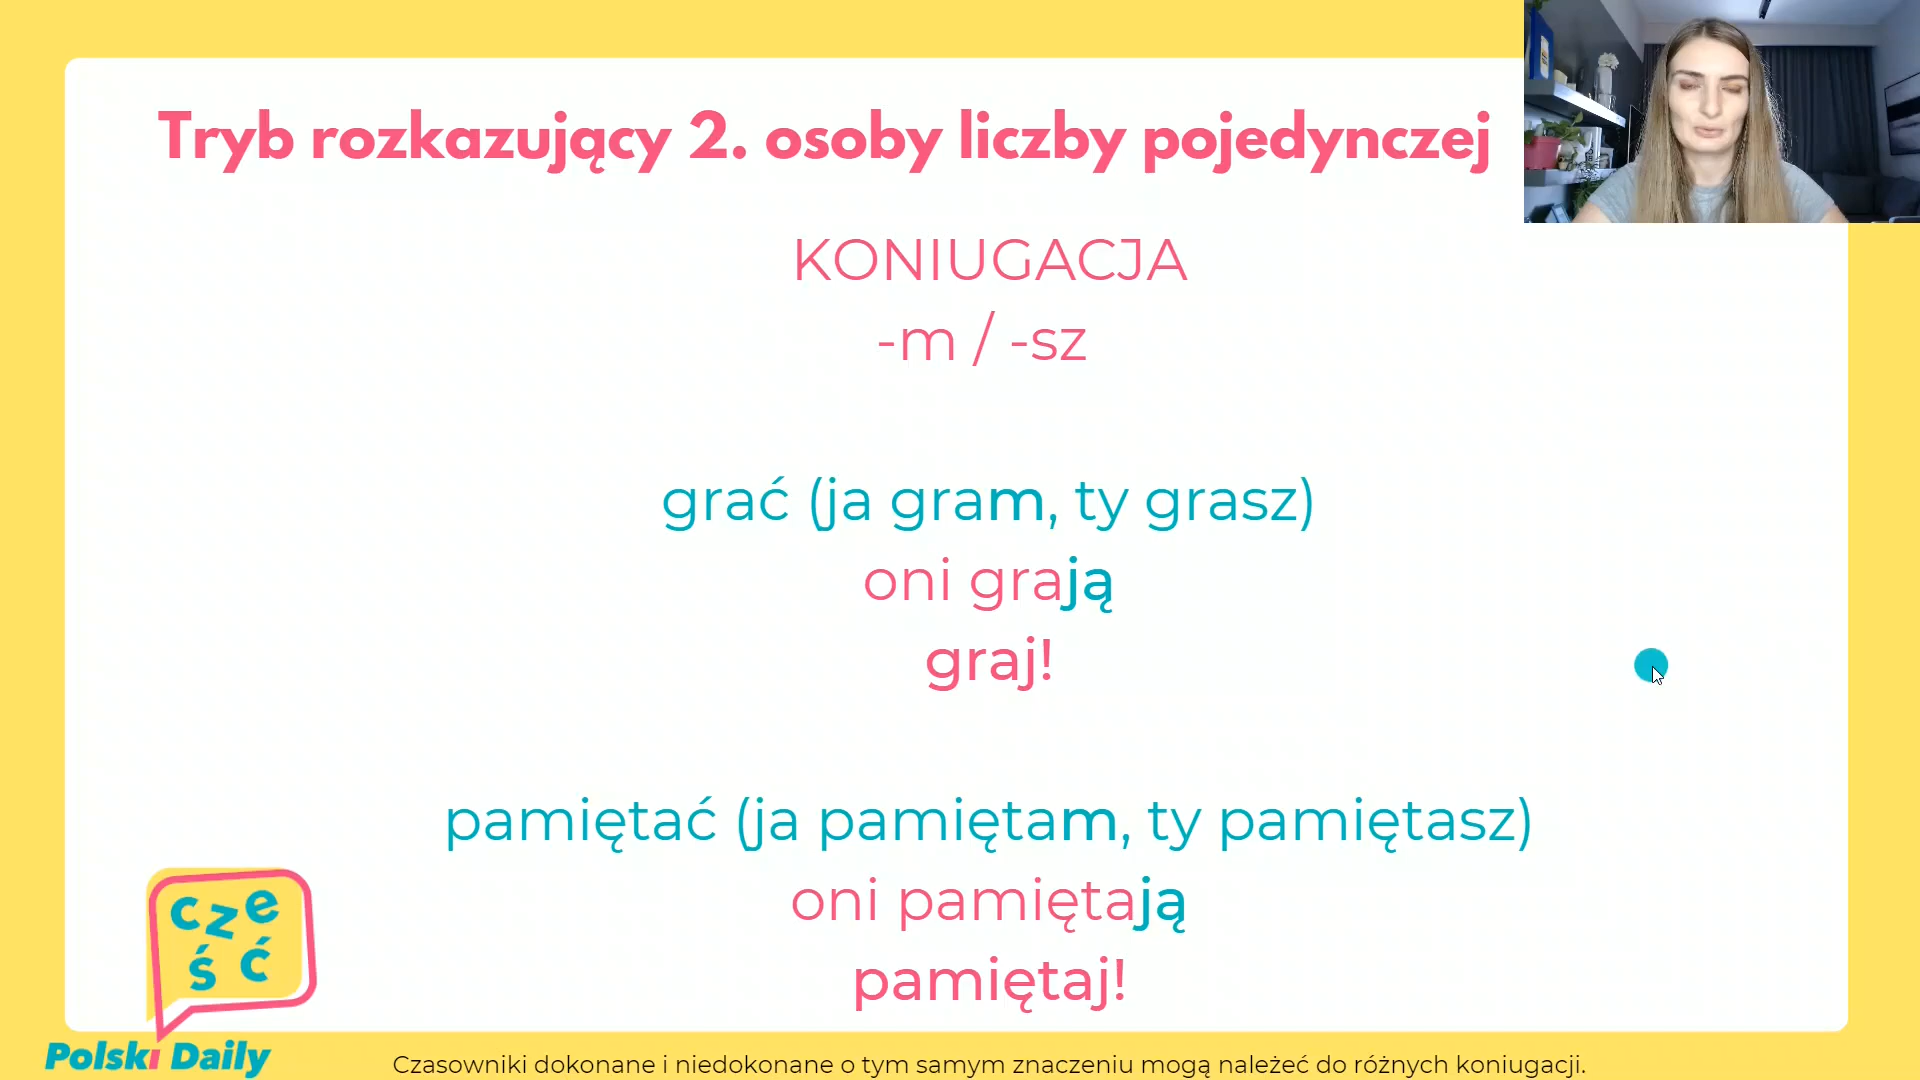 Tryb rozkazujący 2. osoby liczby pojedynczej
KONIUGACJA
-m / -sz
grać (ja gram, ty grasz)
oni grają
graj!
pamiętać (ja pamiętam, ty pamiętasz)
oni pamiętają
pamiętaj!
cze
ść
Polski Daily
Czasowniki dokonane i niedokonane o tym samym znaczeniu mogą należeć do różnych koniugacji.